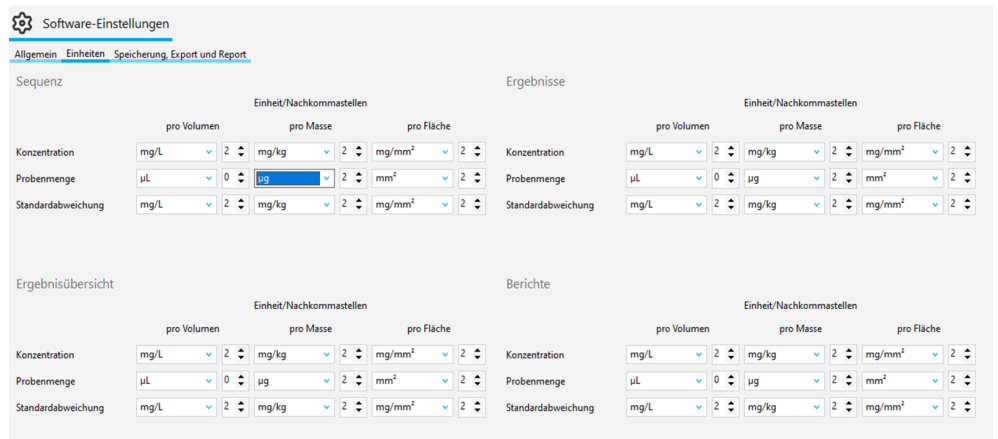 Software-Einstellungen
Allgemein Einheiten Speicherung, Export und Report
Sequenz
Einheit/Nachkommastellen
pro Volumen pro Masse pro Fläche
Konzentration mg/L 2 mg/kg 2 mg/mm² 2
Probenmenge µL 0 µg 2 mm² 2
Standardabweichung mg/L 2 mg/kg 2 mg/mm² 2
Ergebnisse
Einheit/Nachkommastellen
pro Volumen pro Masse pro Fläche
Konzentration mg/L 2 mg/kg 2 mg/mm² 2
Probenmenge µL 0 µg 2 mm² 2
Standardabweichung mg/L 2 mg/kg 2 mg/mm² 2
Ergebnisübersicht
Einheit/Nachkommastellen
pro Volumen pro Masse pro Fläche
Konzentration mg/L 2 mg/kg 2 mg/mm² 2
Probenmenge µL 0 µg 2 mm² 2
Standardabweichung mg/L 2 mg/kg 2 mg/mm² 2
Berichte
Einheit/Nachkommastellen
pro Volumen pro Masse pro Fläche
Konzentration mg/L 2 mg/kg 2 mg/mm² 2
Probenmenge µL 0 µg 2 mm² 2
Standardabweichung mg/L 2 mg/kg 2 mg/mm² 2